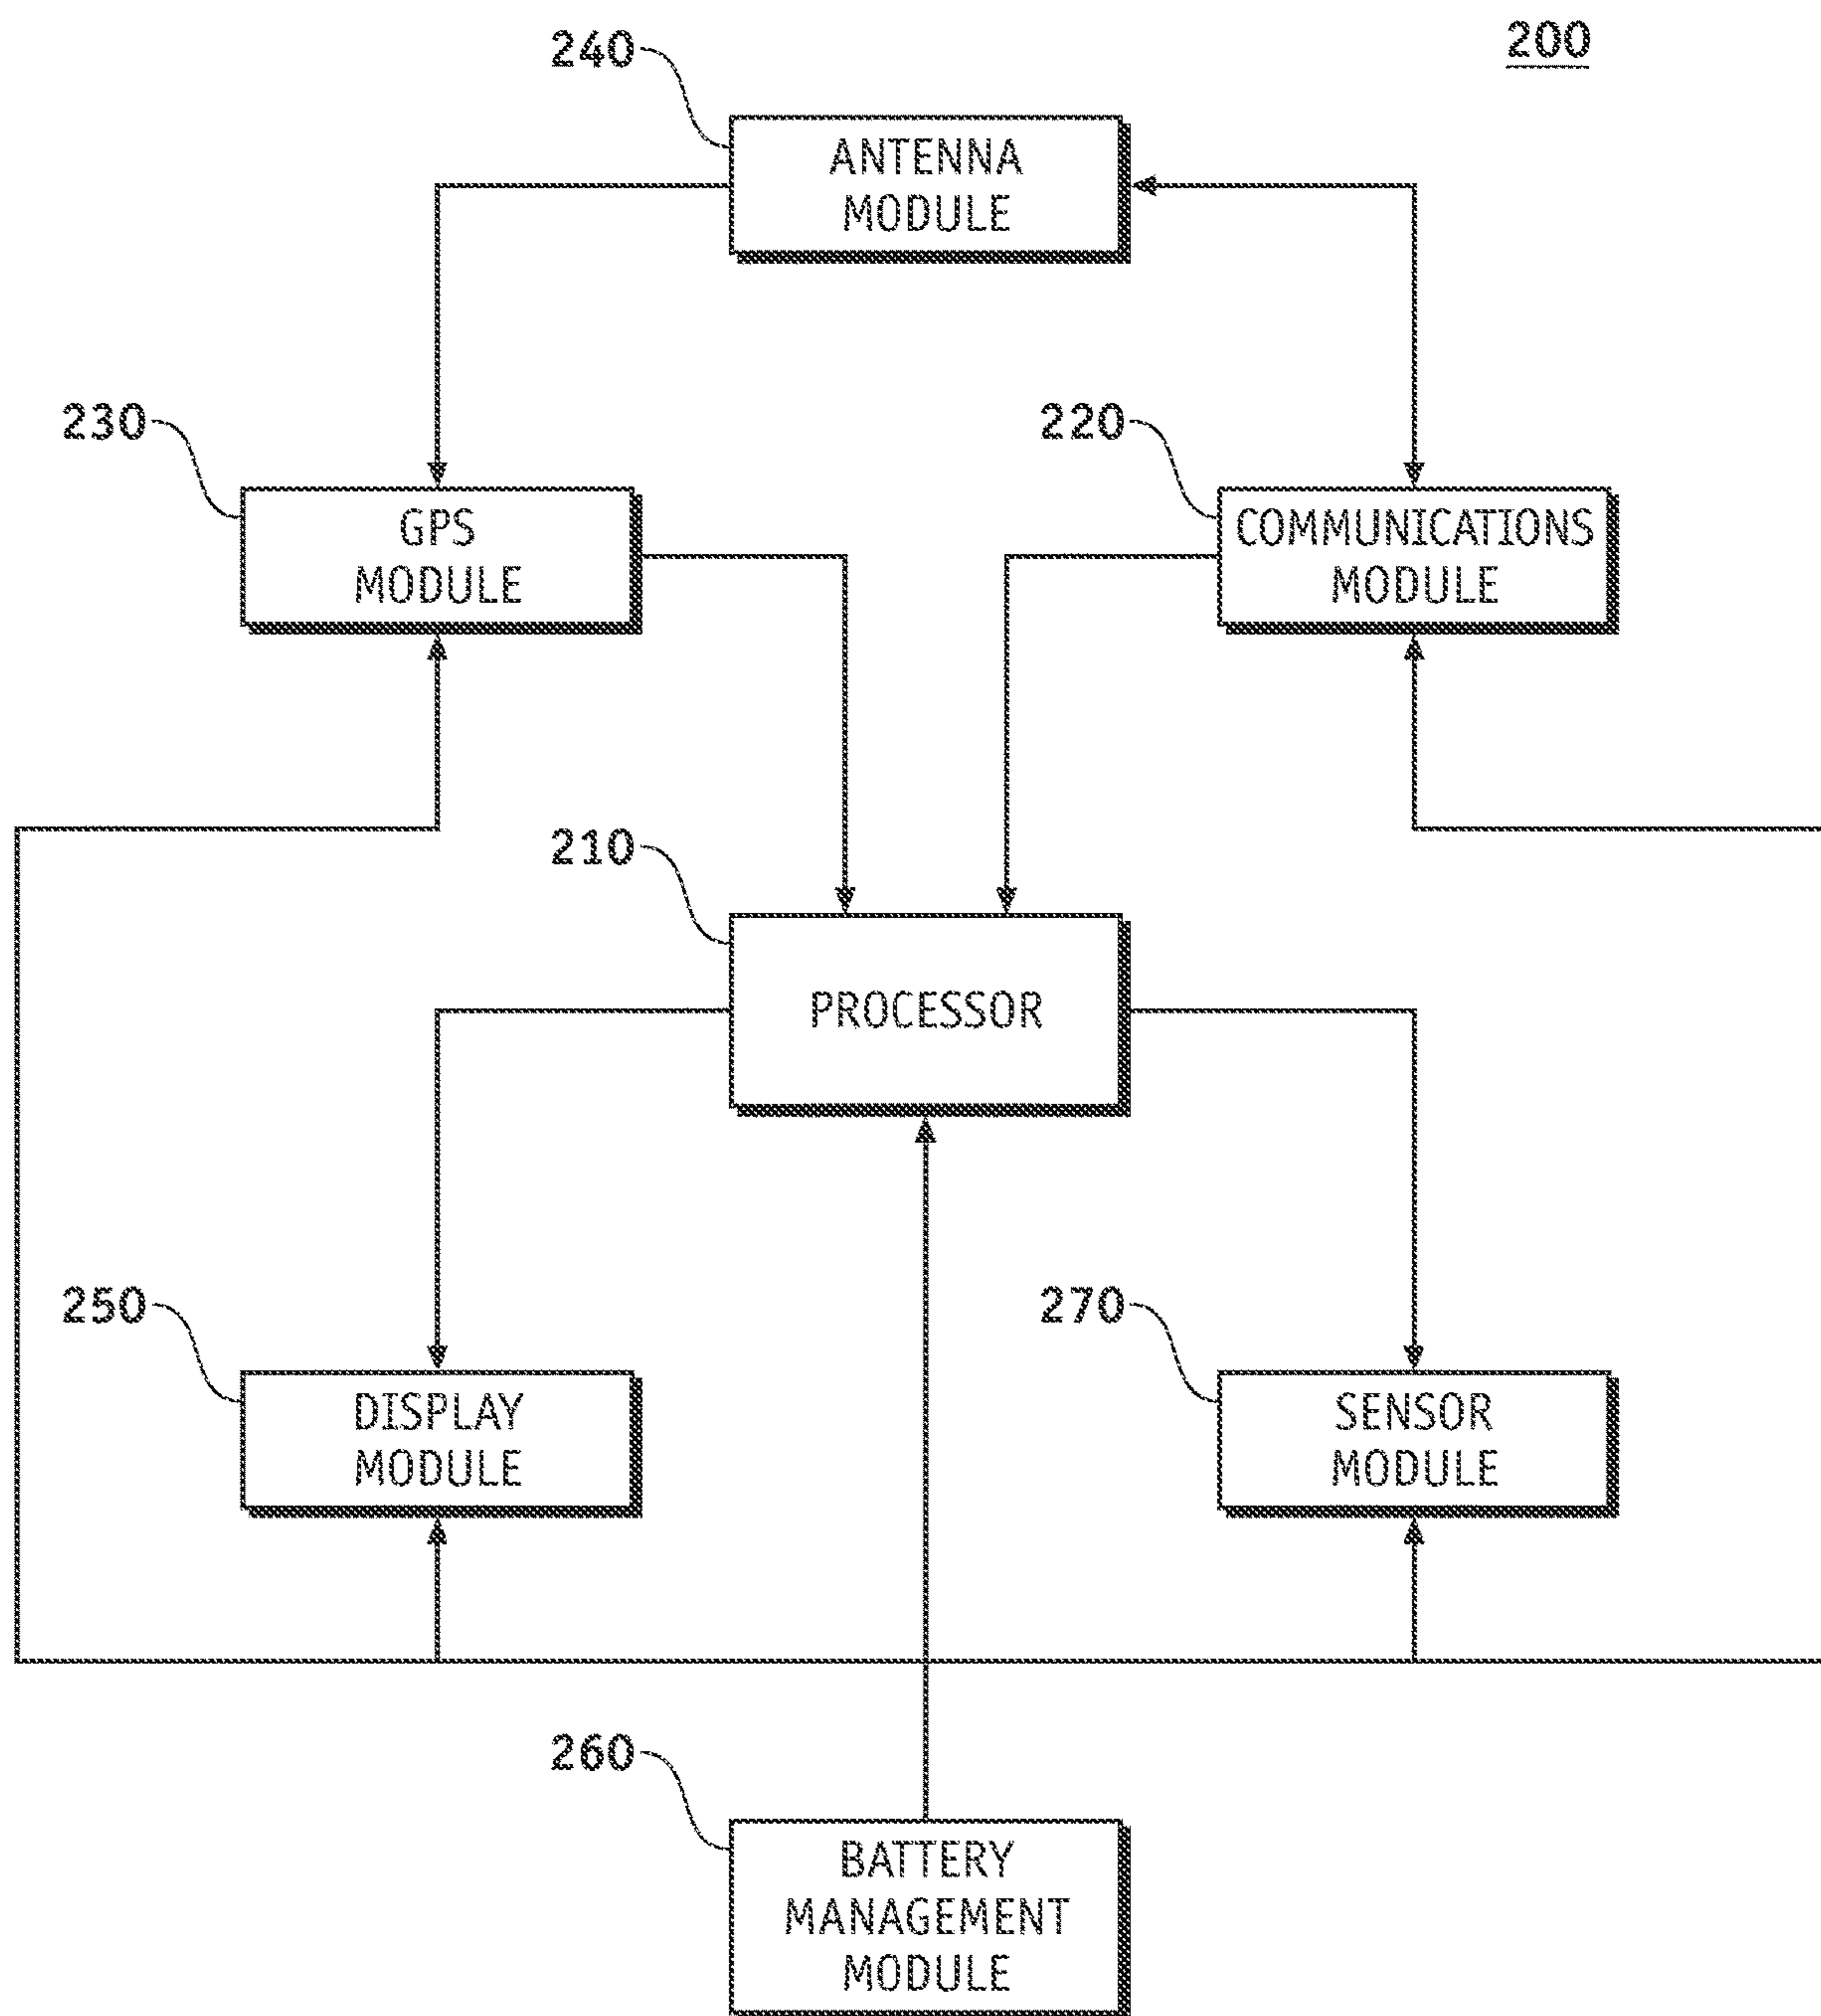 200
240
ANTENNA
MODULE
230
GPS
MODULE
220
COMMUNICATIONS
MODULE
210
PROCESSOR
250
DISPLAY
MODULE
270
SENSOR
MODULE
260
BATTERY
MANAGEMENT
MODULE